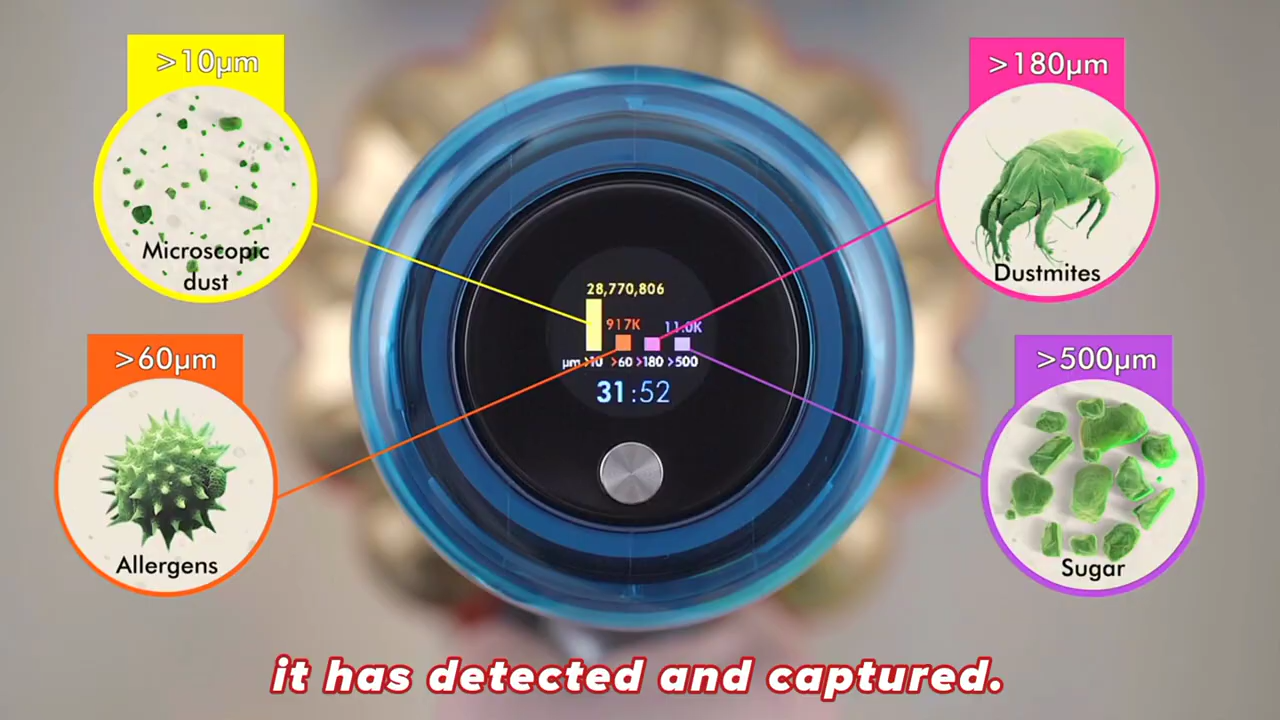 >10μm
Microscopic
dust
>60μm
Allergens
>180μm
Dustmites
>500μm
Sugar
28,770,806
917K
11.0K
μm >10 >60 >180 >500
31:52
it has detected and captured.